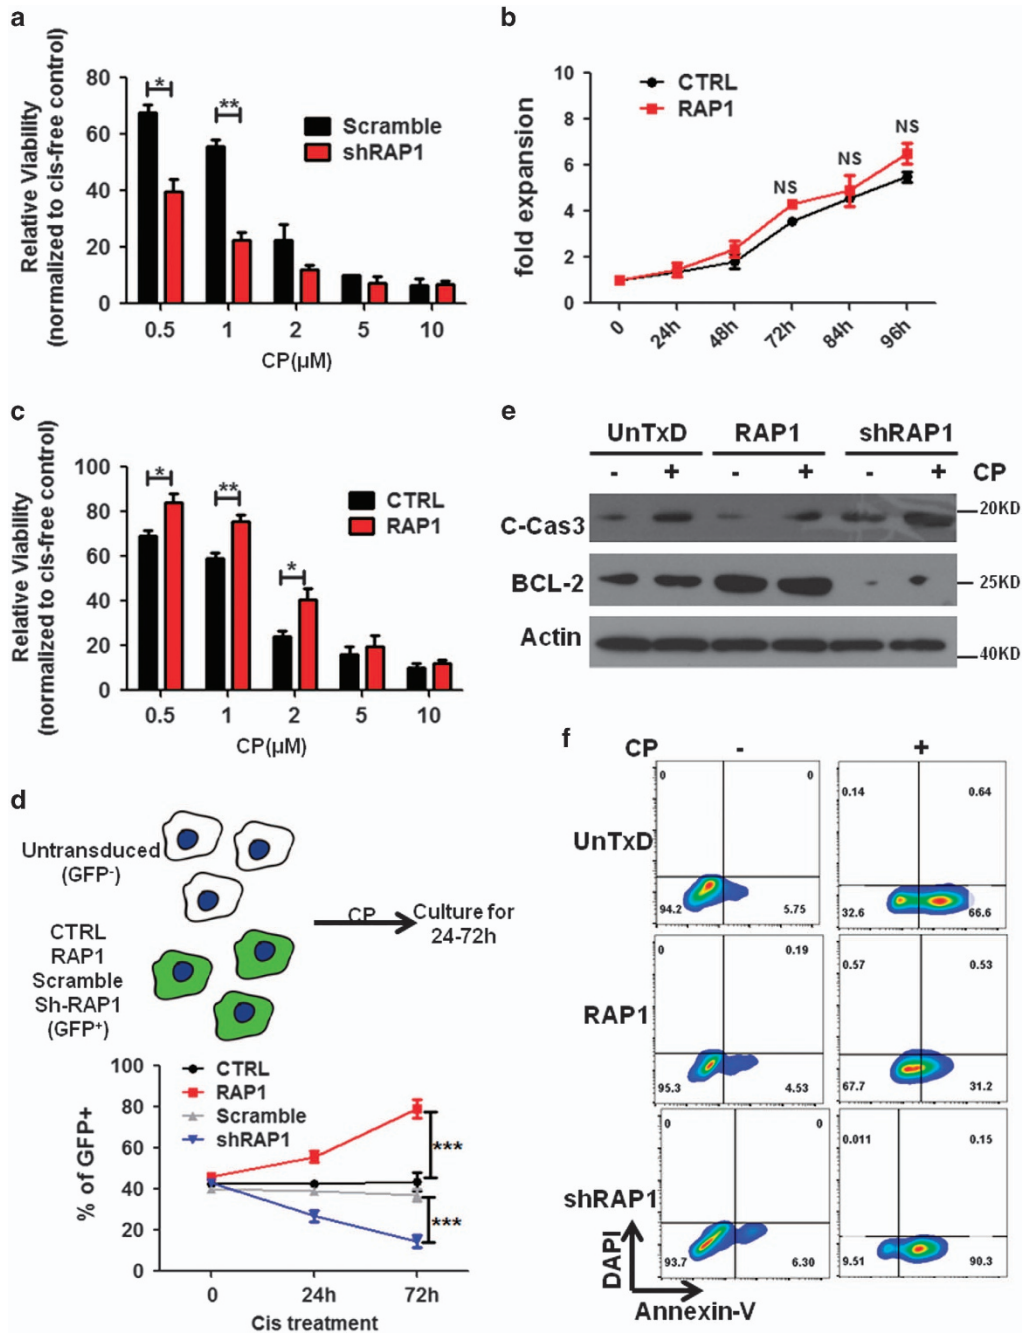 a
Relative Viability
(normalized to cis-free control)
80
60
40
20
0
*
**
Scramble
shRAP1
0.5 1 2 5 10
CP(µM)
b
fold expansion
10
8
6
4
2
0
CTRL
RAP1
NS
NS
NS
0 24h 48h 72h 84h 96h
c
Relative Viability
(normalized to cis-free control)
100
80
60
40
20
0
*
**
*
CTRL
RAP1
0.5 1 2 5 10
CP(µM)
e
UnTxD RAP1 shRAP1
- + - + - + CP
C-Cas3
20KD
BCL-2
25KD
Actin
40KD
d
Untransduced
(GFP-)
CTRL
RAP1
Scramble
Sh-RAP1
(GFP+)
CP
Culture for
24-72h
% of GFP+
100
80
60
40
20
0
CTRL
RAP1
Scramble
shRAP1
***
***
0 24h 72h
Cis treatment
f
CP - +
UnTxD
0 0
94.2 5.75
0.14 0.64
32.6 66.6
RAP1
0 0.19
95.3 4.53
0.57 0.53
67.7 31.2
shRAP1
0 0
93.7 6.30
0.011 0.15
9.51 90.3
DAPI
Annexin-V